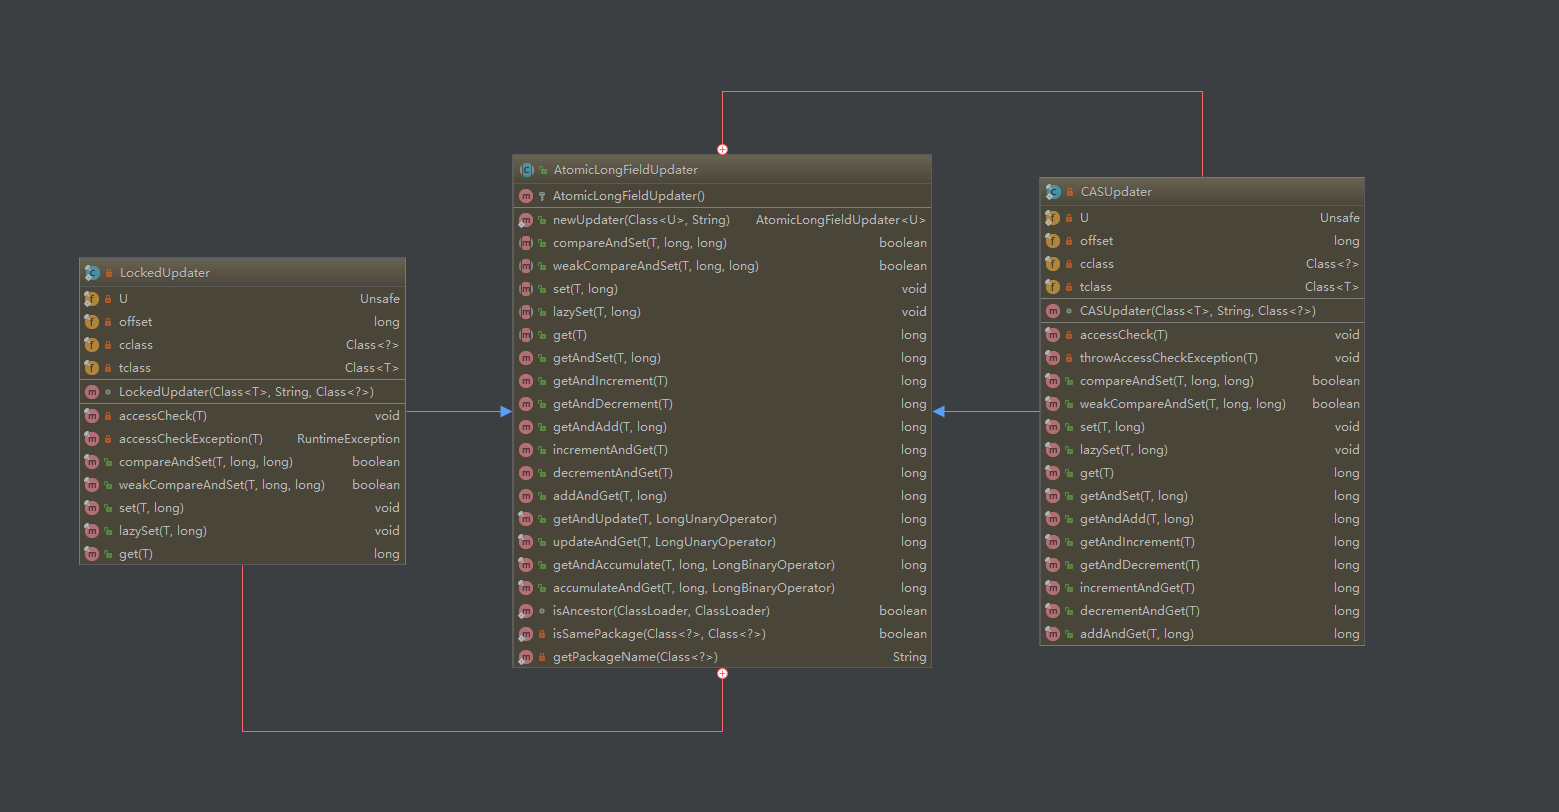 LockedUpdater
U Unsafe
offset long
cclass Class<?>
tclass Class<T>
LockedUpdater(Class<T>, String, Class<?>)
accessCheck(T) void
accessCheckException(T) RuntimeException
compareAndSet(T, long, long) boolean
weakCompareAndSet(T, long, long) boolean
set(T, long) void
lazySet(T, long) void
get(T) long
AtomicLongFieldUpdater
AtomicLongFieldUpdater()
newUpdater(Class<U>, String) AtomicLongFieldUpdater<U>
compareAndSet(T, long, long) boolean
weakCompareAndSet(T, long, long) boolean
set(T, long) void
lazySet(T, long) void
get(T) long
getAndSet(T, long) long
getAndIncrement(T) long
getAndDecrement(T) long
getAndAdd(T, long) long
incrementAndGet(T) long
decrementAndGet(T) long
addAndGet(T, long) long
getAndUpdate(T, LongUnaryOperator) long
updateAndGet(T, LongUnaryOperator) long
getAndAccumulate(T, long, LongBinaryOperator) long
accumulateAndGet(T, long, LongBinaryOperator) long
isAncestor(ClassLoader, ClassLoader) boolean
isSamePackage(Class<?>, Class<?>) boolean
getPackageName(Class<?>) String
CASUpdater
U Unsafe
offset long
cclass Class<?>
tclass Class<T>
CASUpdater(Class<T>, String, Class<?>)
accessCheck(T) void
throwAccessCheckException(T) void
compareAndSet(T, long, long) boolean
weakCompareAndSet(T, long, long) boolean
set(T, long) void
lazySet(T, long) void
get(T) long
getAndSet(T, long) long
getAndAdd(T, long) long
getAndIncrement(T) long
getAndDecrement(T) long
incrementAndGet(T) long
decrementAndGet(T) long
addAndGet(T, long) long